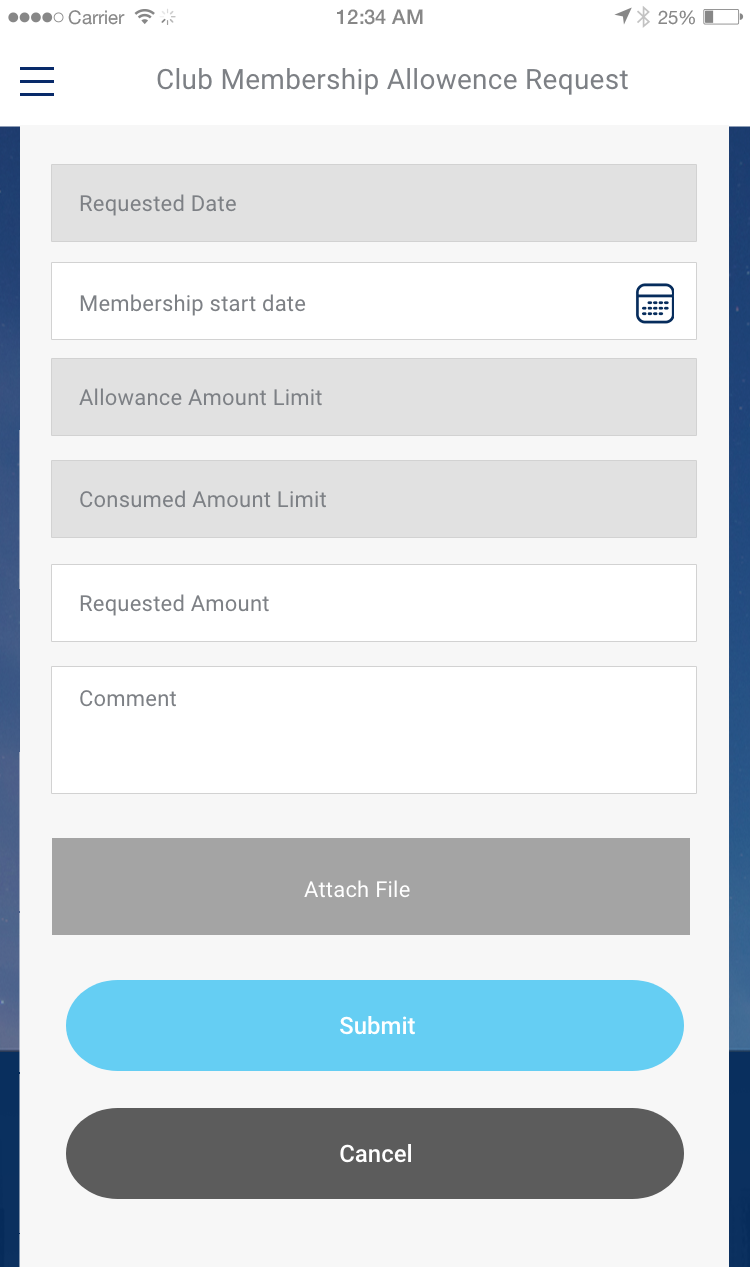 Carrier 12:34 AM 25%
Club Membership Allowence Request
Requested Date
Membership start date
Allowance Amount Limit
Consumed Amount Limit
Requested Amount
Comment
Attach File
Submit
Cancel